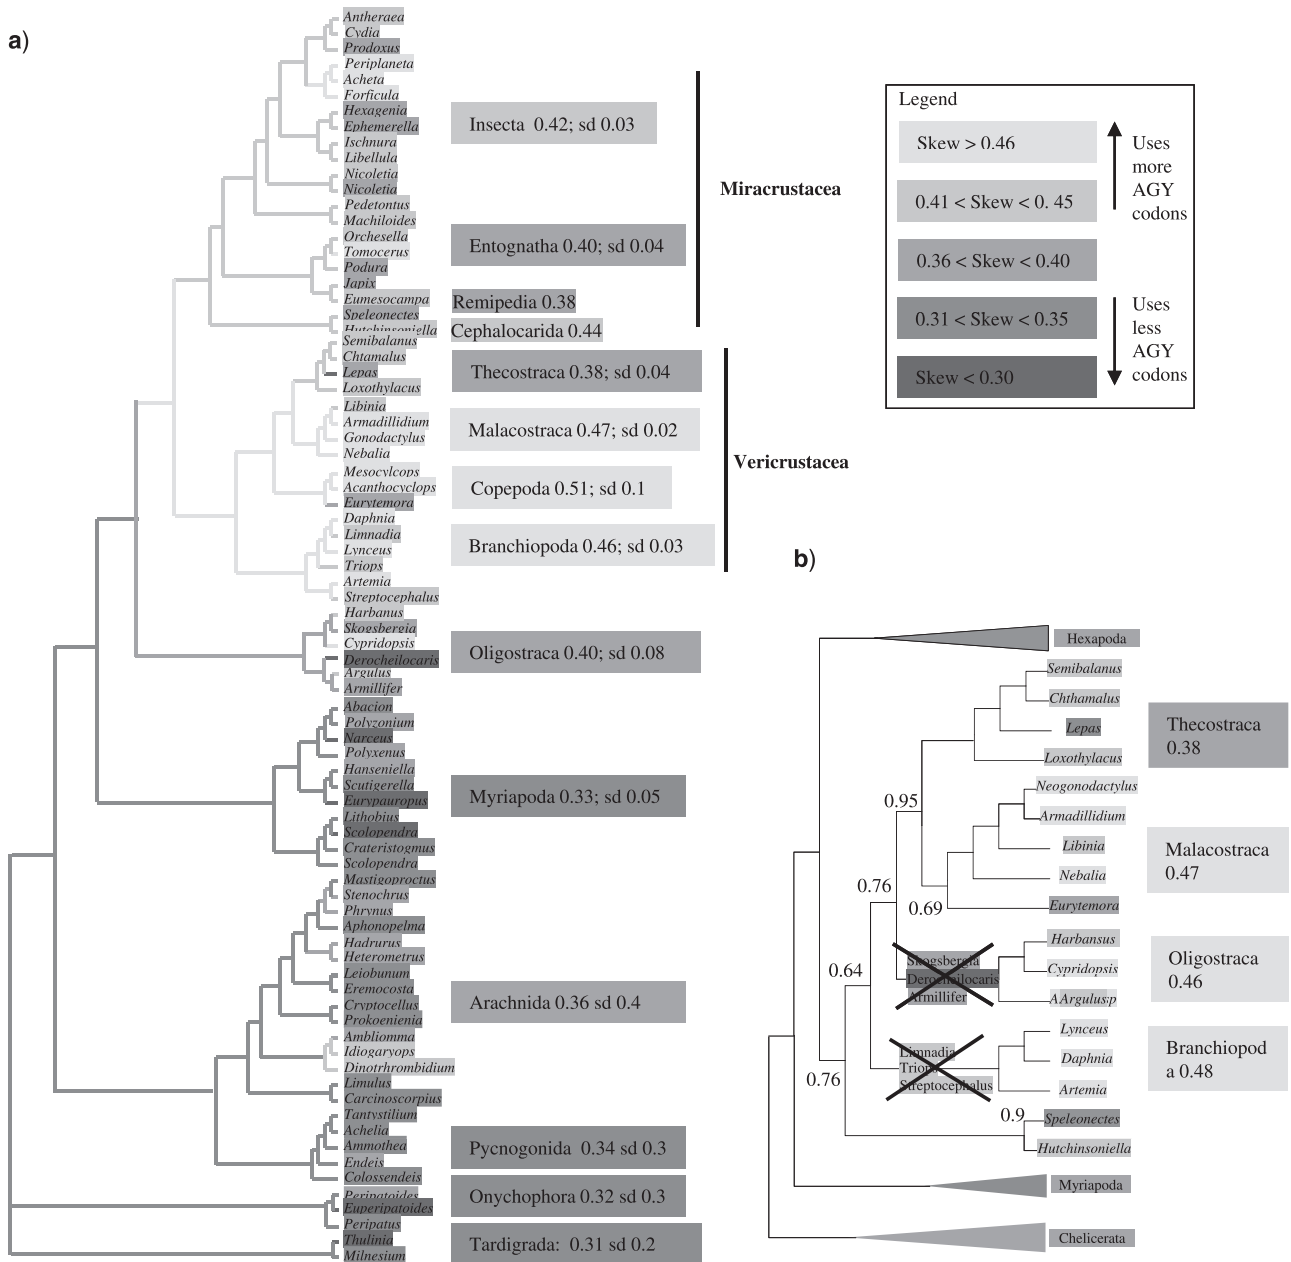 a)
Antheraea
Cydia
Prodoxus
Periplaneta
Acheta
Forficula
Hexagenia
Ephemerella
Ischnura
Libellula
Nicoletia
Nicoletia
Pedetontus
Machiloides
Orchesella
Tomocerus
Podura
Japix
Eumesocampa
Speleonectes
Hutchinsoniella
Semibalanus
Chtamalus
Lepas
Loxothylacus
Libinia
Armadillidium
Gonodactylus
Nebalia
Mesocylcops
Acanthocyclops
Eurytemora
Daphnia
Limnadia
Lynceus
Triops
Artemia
Streptocephalus
Harbanus
Skogsbergia
Cypridopsis
Derocheilocaris
Argulus
Armillifer
Abacion
Polyzonium
Narceus
Polyxenus
Hanseniella
Scutigerella
Eurypauropus
Lithobius
Scolopendra
Crateristogmus
Scolopendra
Mastigoproctus
Stenochrus
Phrynus
Aphonopelma
Hadrurus
Heterometrus
Leiobunum
Eremocosta
Cryptocellus
Prokoenienia
Ambliomma
Idiogaryops
Dinotrhrombidium
Limulus
Carcinoscorpius
Tantystilium
Achelia
Ammothea
Endeis
Colossendeis
Peripatoides
Euperipatoides
Peripatus
Thulinia
Milnesium
Insecta 0.42; sd 0.03
Entognatha 0.40; sd 0.04
Remipedia 0.38
Cephalocarida 0.44
Thecostraca 0.38; sd 0.04
Malacostraca 0.47; sd 0.02
Copepoda 0.51; sd 0.1
Branchiopoda 0.46; sd 0.03
Oligostraca 0.40; sd 0.08
Myriapoda 0.33; sd 0.05
Arachnida 0.36 sd 0.4
Pycnogonida 0.34 sd 0.3
Onychophora 0.32 sd 0.3
Tardigrada: 0.31 sd 0.2
Miracrustacea
Vericrustacea
Legend
Skew > 0.46
0.41 < Skew < 0. 45
0.36 < Skew < 0.40
0.31 < Skew < 0.35
Skew < 0.30
Uses
more
AGY
codons
Uses
less
AGY
codons
b)
Hexapoda
Semibalanus
Chthamalus
Lepas
Loxothylacus
Neogonodactylus
Armadillidium
Libinia
Nebalia
Eurytemora
Harbansus
Cypridopsis
AArgulus:p
Lynceus
Daphnia
Artemia
Speleonectes
Hutchinsoniella
Myriapoda
Chelicerata
0.95
0.76
0.69
0.64
0.76
0.9
Skogsbergia
Derocheilocaris
Armillifer
Limnadia
Triops
Streptocephalus
Thecostraca
0.38
Malacostraca
0.47
Oligostraca
0.46
Branchiopod
a 0.48